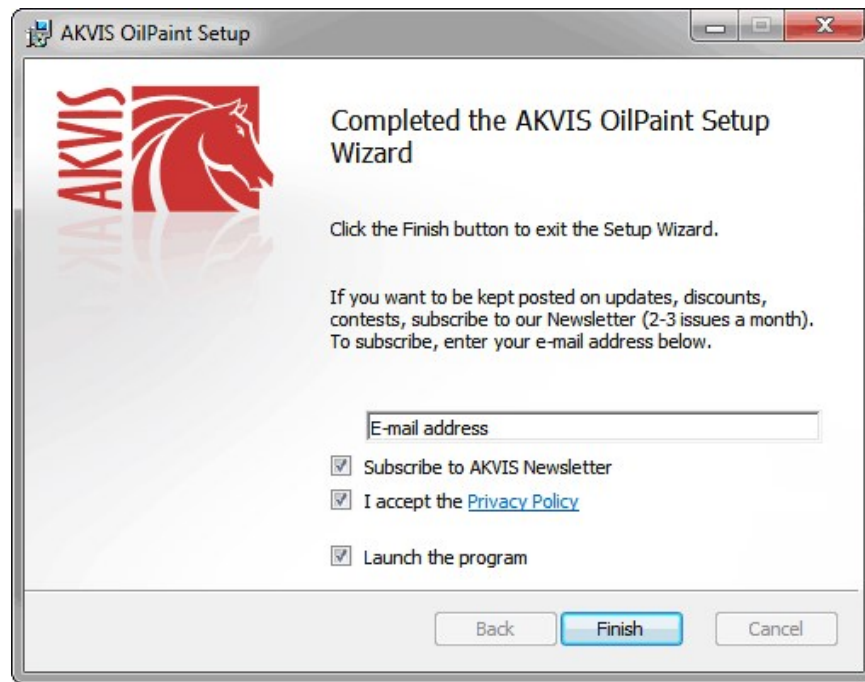 AKVIS OilPaint Setup
AKVIS
Completed the AKVIS OilPaint Setup
Wizard
Click the Finish button to exit the Setup Wizard.
If you want to be kept posted on updates, discounts,
contests, subscribe to our Newsletter (2-3 issues a month).
To subscribe, enter your e-mail address below.
E-mail address
Subscribe to AKVIS Newsletter
I accept the Privacy Policy
Launch the program
Back Finish Cancel